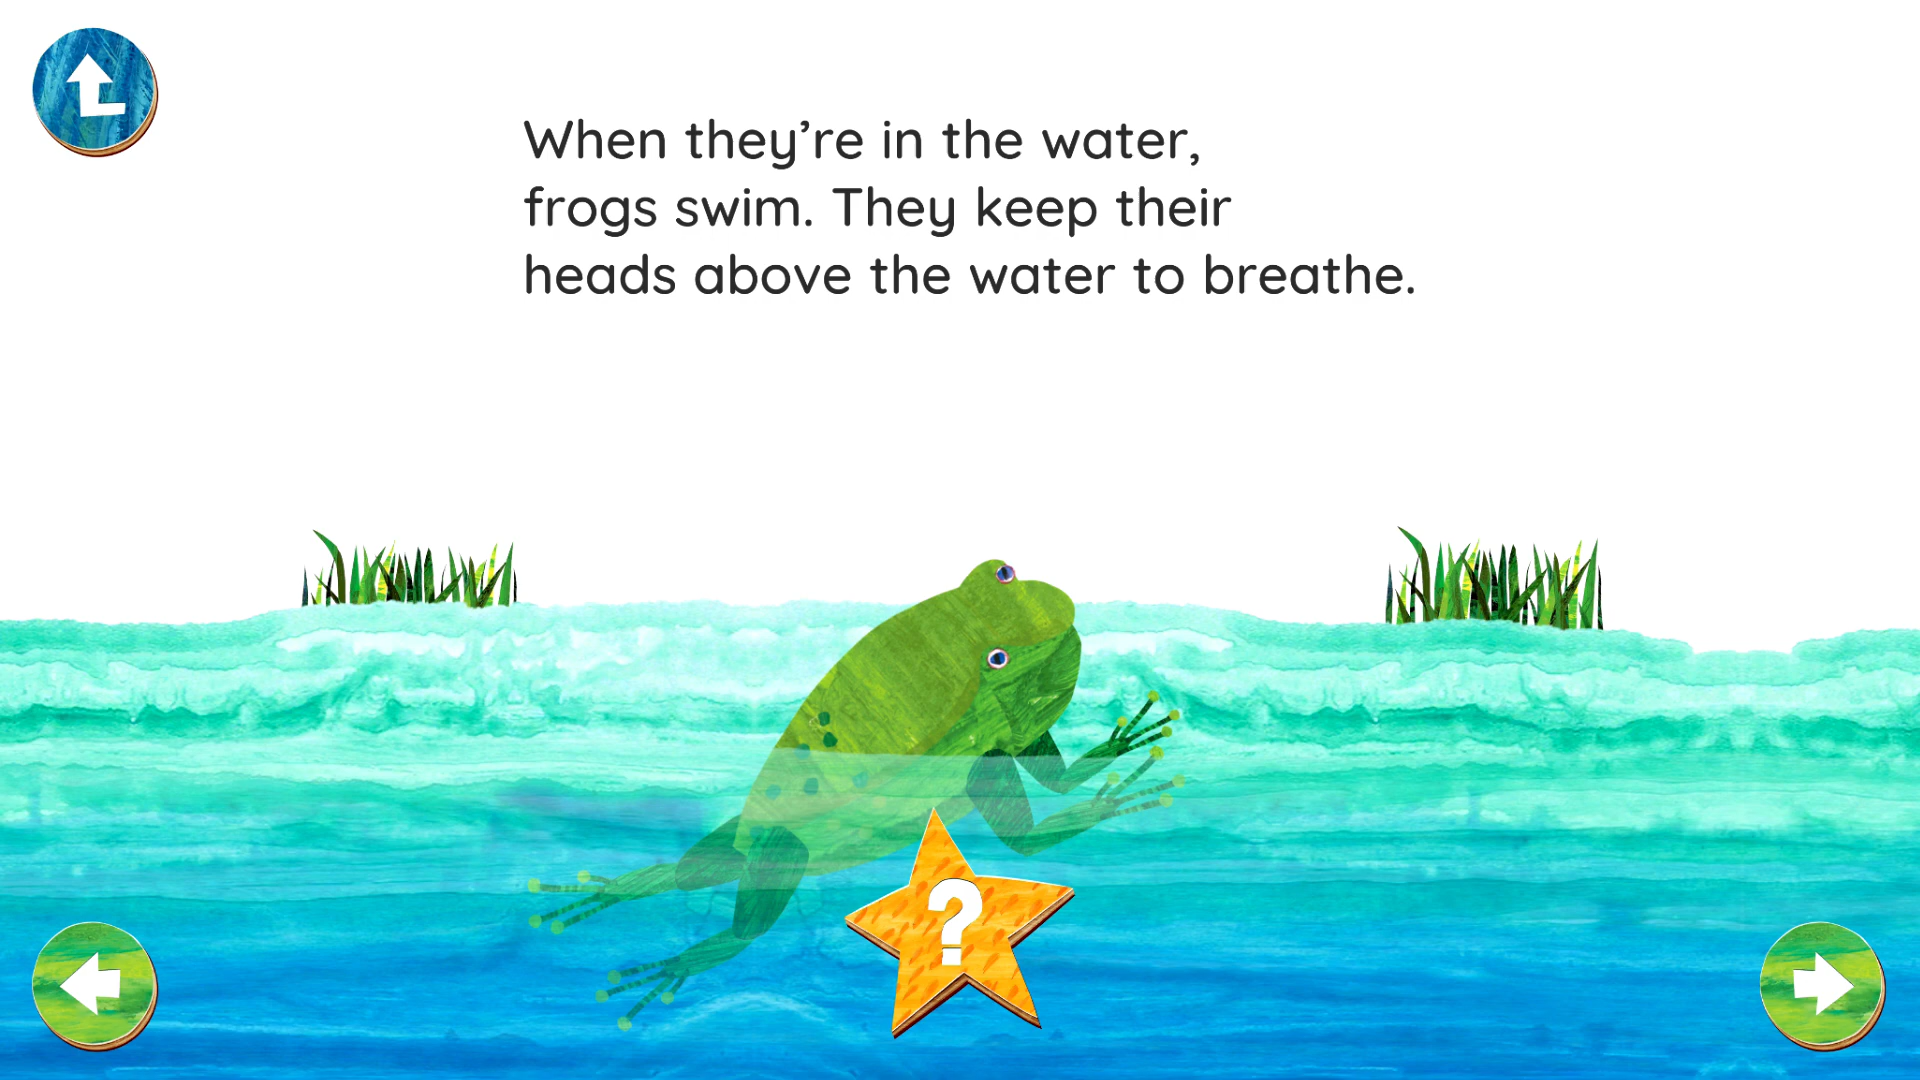 When they’re in the water,
frogs swim. They keep their
heads above the water to breathe.
?